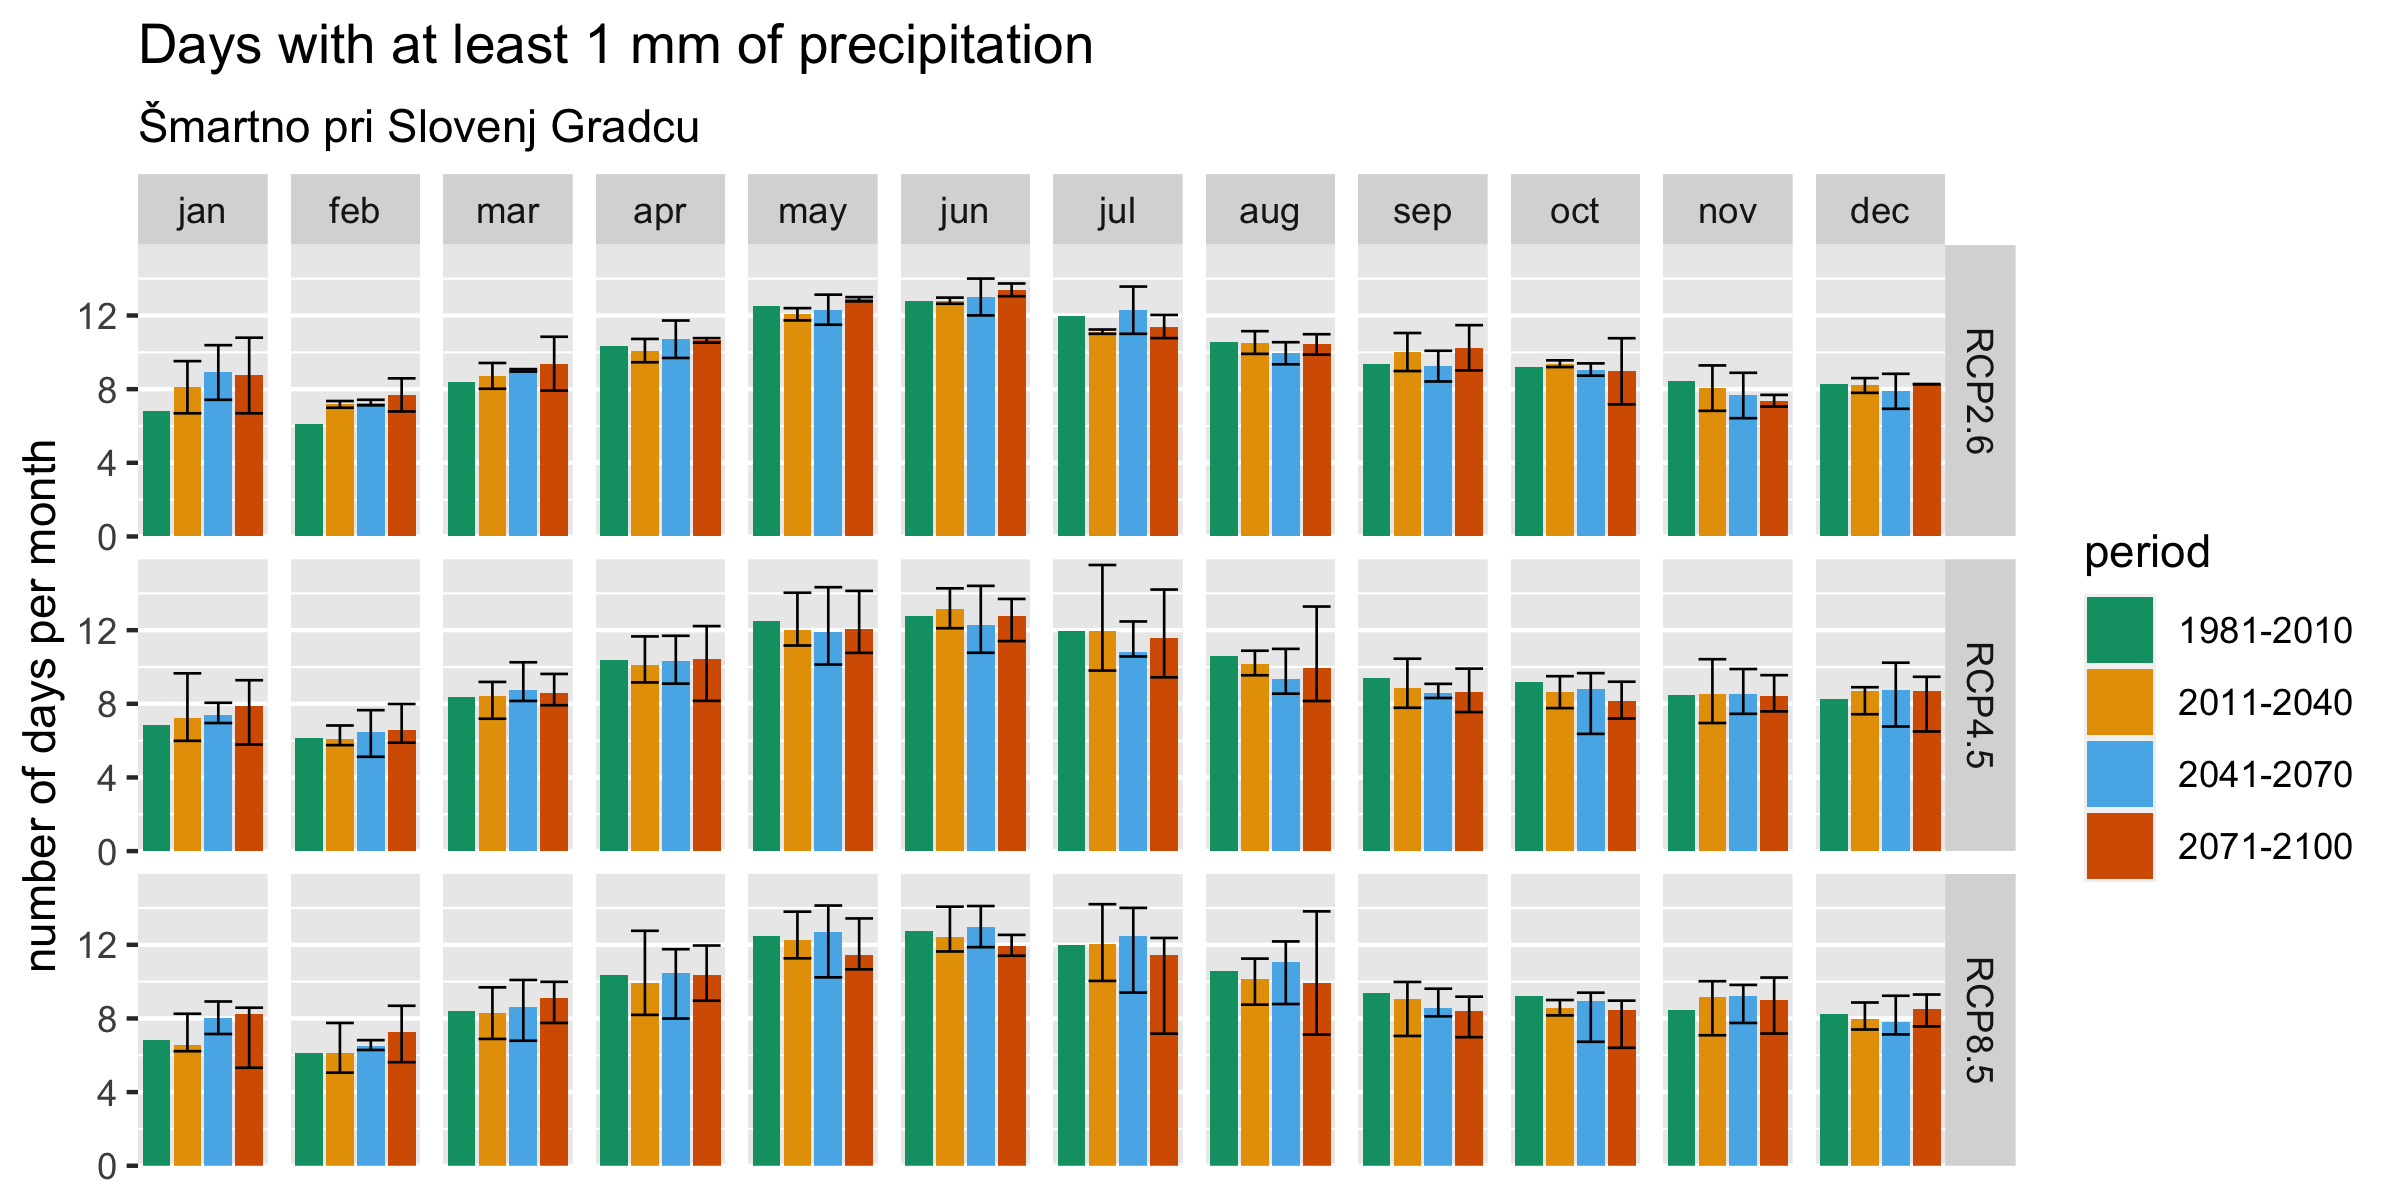 Days with at least 1 mm of precipitation
Šmartno pri Slovenj Gradcu
jan feb mar apr may jun jul aug sep oct nov dec
number of days per month
12
8
4
0
RCP2.6
12
8
4
0
RCP4.5
12
8
4
0
RCP8.5
period
1981-2010
2011-2040
2041-2070
2071-2100